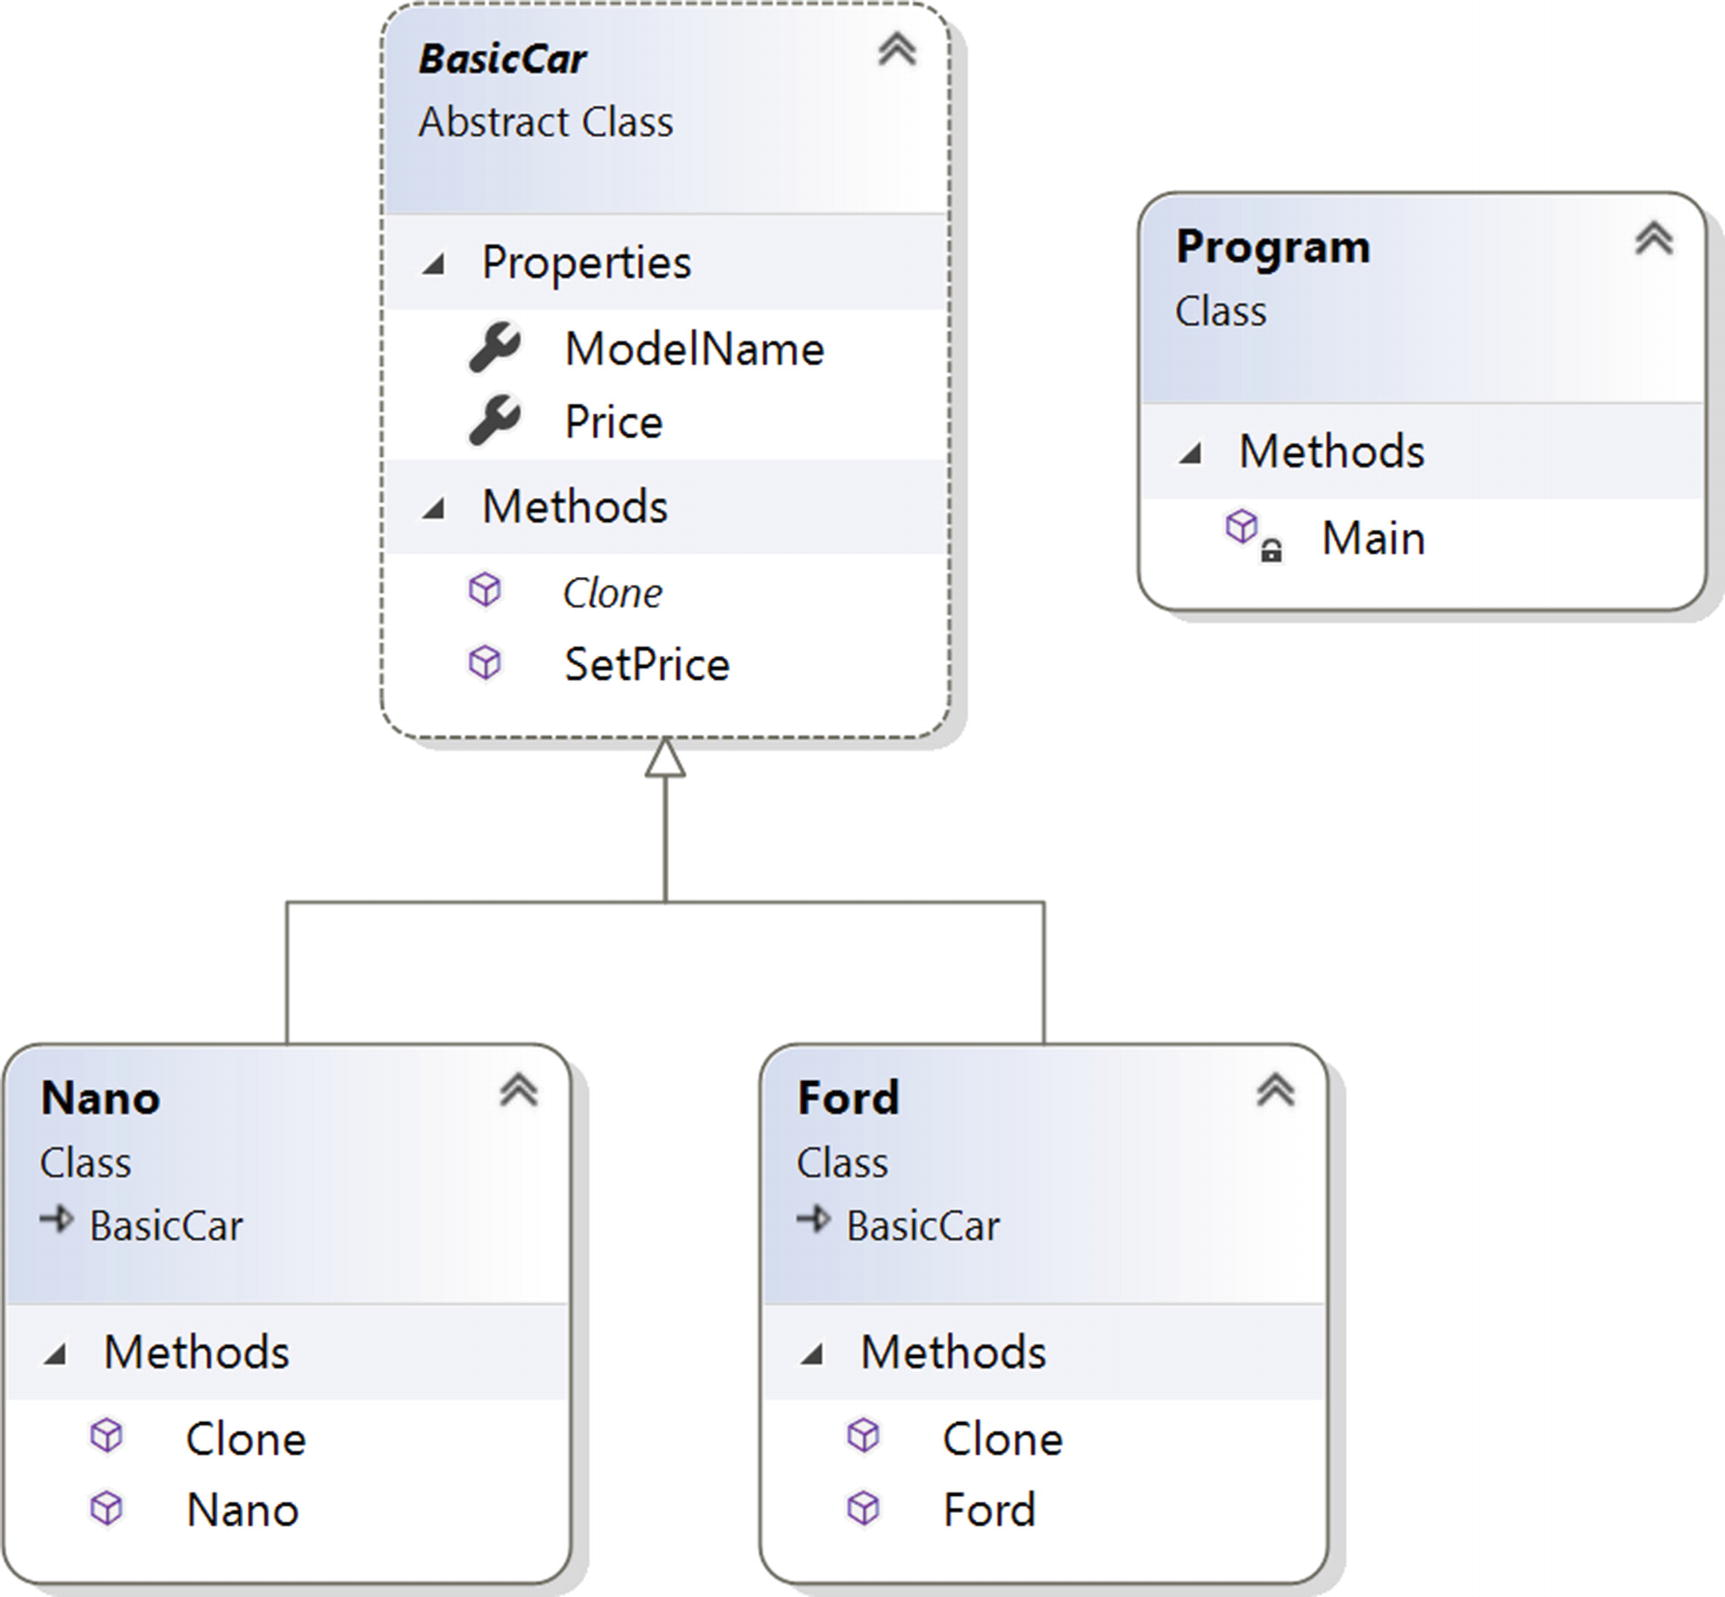 BasicCar
Abstract Class
Properties
ModelName
Price
Methods
Clone
SetPrice
Program
Class
Methods
Main
Nano
Class
BasicCar
Methods
Clone
Nano
Ford
Class
BasicCar
Methods
Clone
Ford